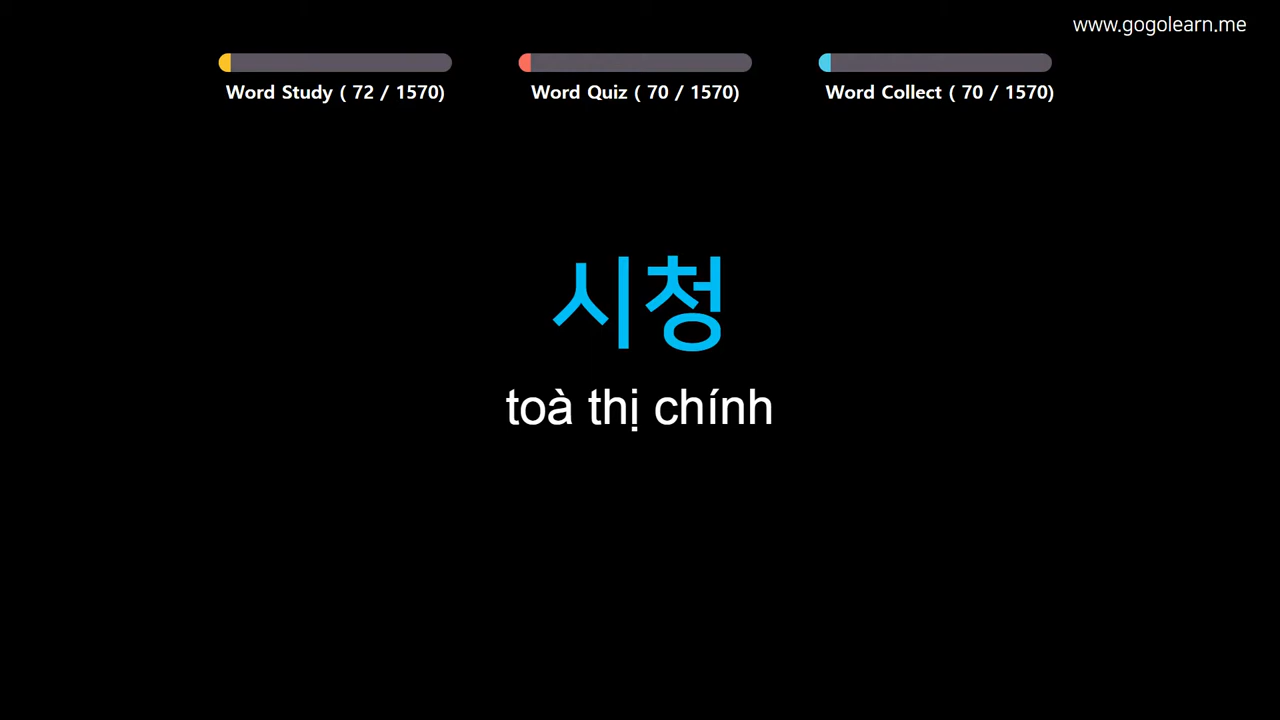 www.gogolearn.me
Word Study ( 72 / 1570)
Word Quiz ( 70 / 1570)
Word Collect ( 70 / 1570)
시청
toà thị chính